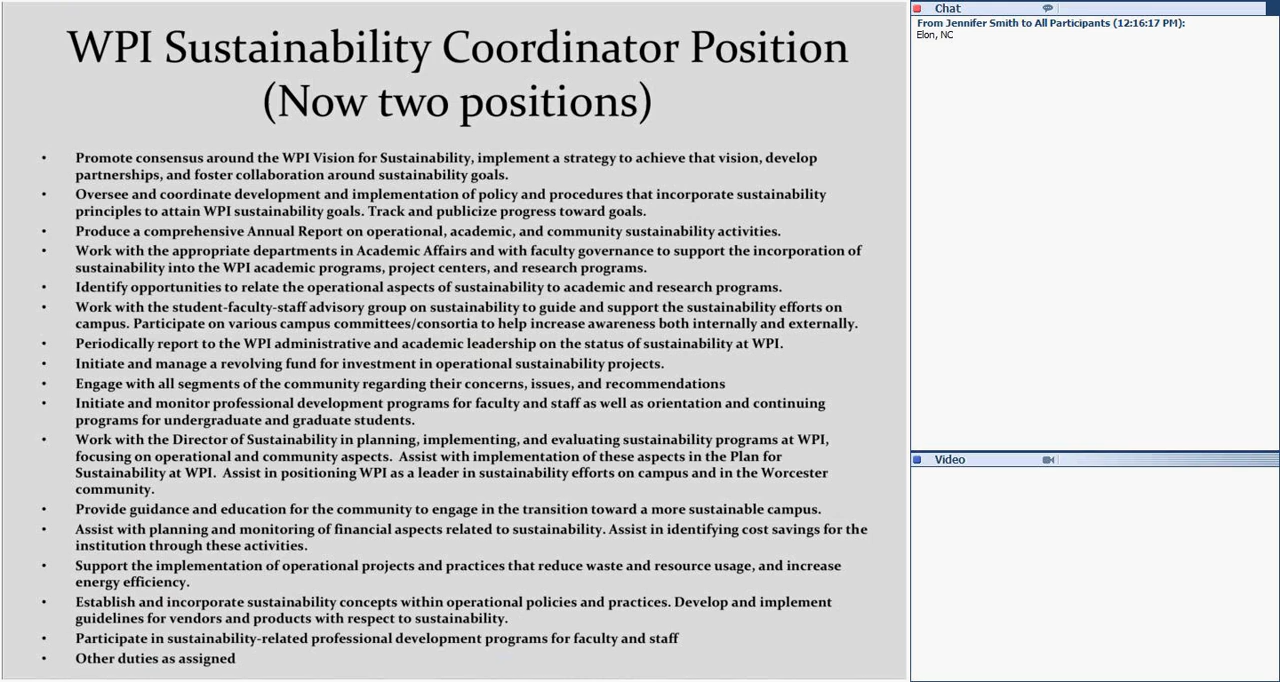 WPI Sustainability Coordinator Position
(Now two positions)
• Promote consensus around the WPI Vision for Sustainability, implement a strategy to achieve that vision, develop
partnerships, and foster collaboration around sustainability goals.
• Oversee and coordinate development and implementation of policy and procedures that incorporate sustainability
principles to attain WPI sustainability goals. Track and publicize progress toward goals.
• Produce a comprehensive Annual Report on operational, academic, and community sustainability activities.
• Work with the appropriate departments in Academic Affairs and with faculty governance to support the incorporation of
sustainability into the WPI academic programs, project centers, and research programs.
• Identify opportunities to relate the operational aspects of sustainability to academic and research programs.
• Work with the student-faculty-staff advisory group on sustainability to guide and support the sustainability efforts on
campus. Participate on various campus committees/consortia to help increase awareness both internally and externally.
• Periodically report to the WPI administrative and academic leadership on the status of sustainability at WPI.
• Initiate and manage a revolving fund for investment in operational sustainability projects.
• Engage with all segments of the community regarding their concerns, issues, and recommendations
• Initiate and monitor professional development programs for faculty and staff as well as orientation and continuing
programs for undergraduate and graduate students.
• Work with the Director of Sustainability in planning, implementing, and evaluating sustainability programs at WPI,
focusing on operational and community aspects. Assist with implementation of these aspects in the Plan for
Sustainability at WPI. Assist in positioning WPI as a leader in sustainability efforts on campus and in the Worcester
community.
• Provide guidance and education for the community to engage in the transition toward a more sustainable campus.
• Assist with planning and monitoring of financial aspects related to sustainability. Assist in identifying cost savings for the
institution through these activities.
• Support the implementation of operational projects and practices that reduce waste and resource usage, and increase
energy efficiency.
• Establish and incorporate sustainability concepts within operational policies and practices. Develop and implement
guidelines for vendors and products with respect to sustainability.
• Participate in sustainability-related professional development programs for faculty and staff
• Other duties as assigned
Chat
From Jennifer Smith to All Participants (12:16:17 PM):
Elon, NC
Video